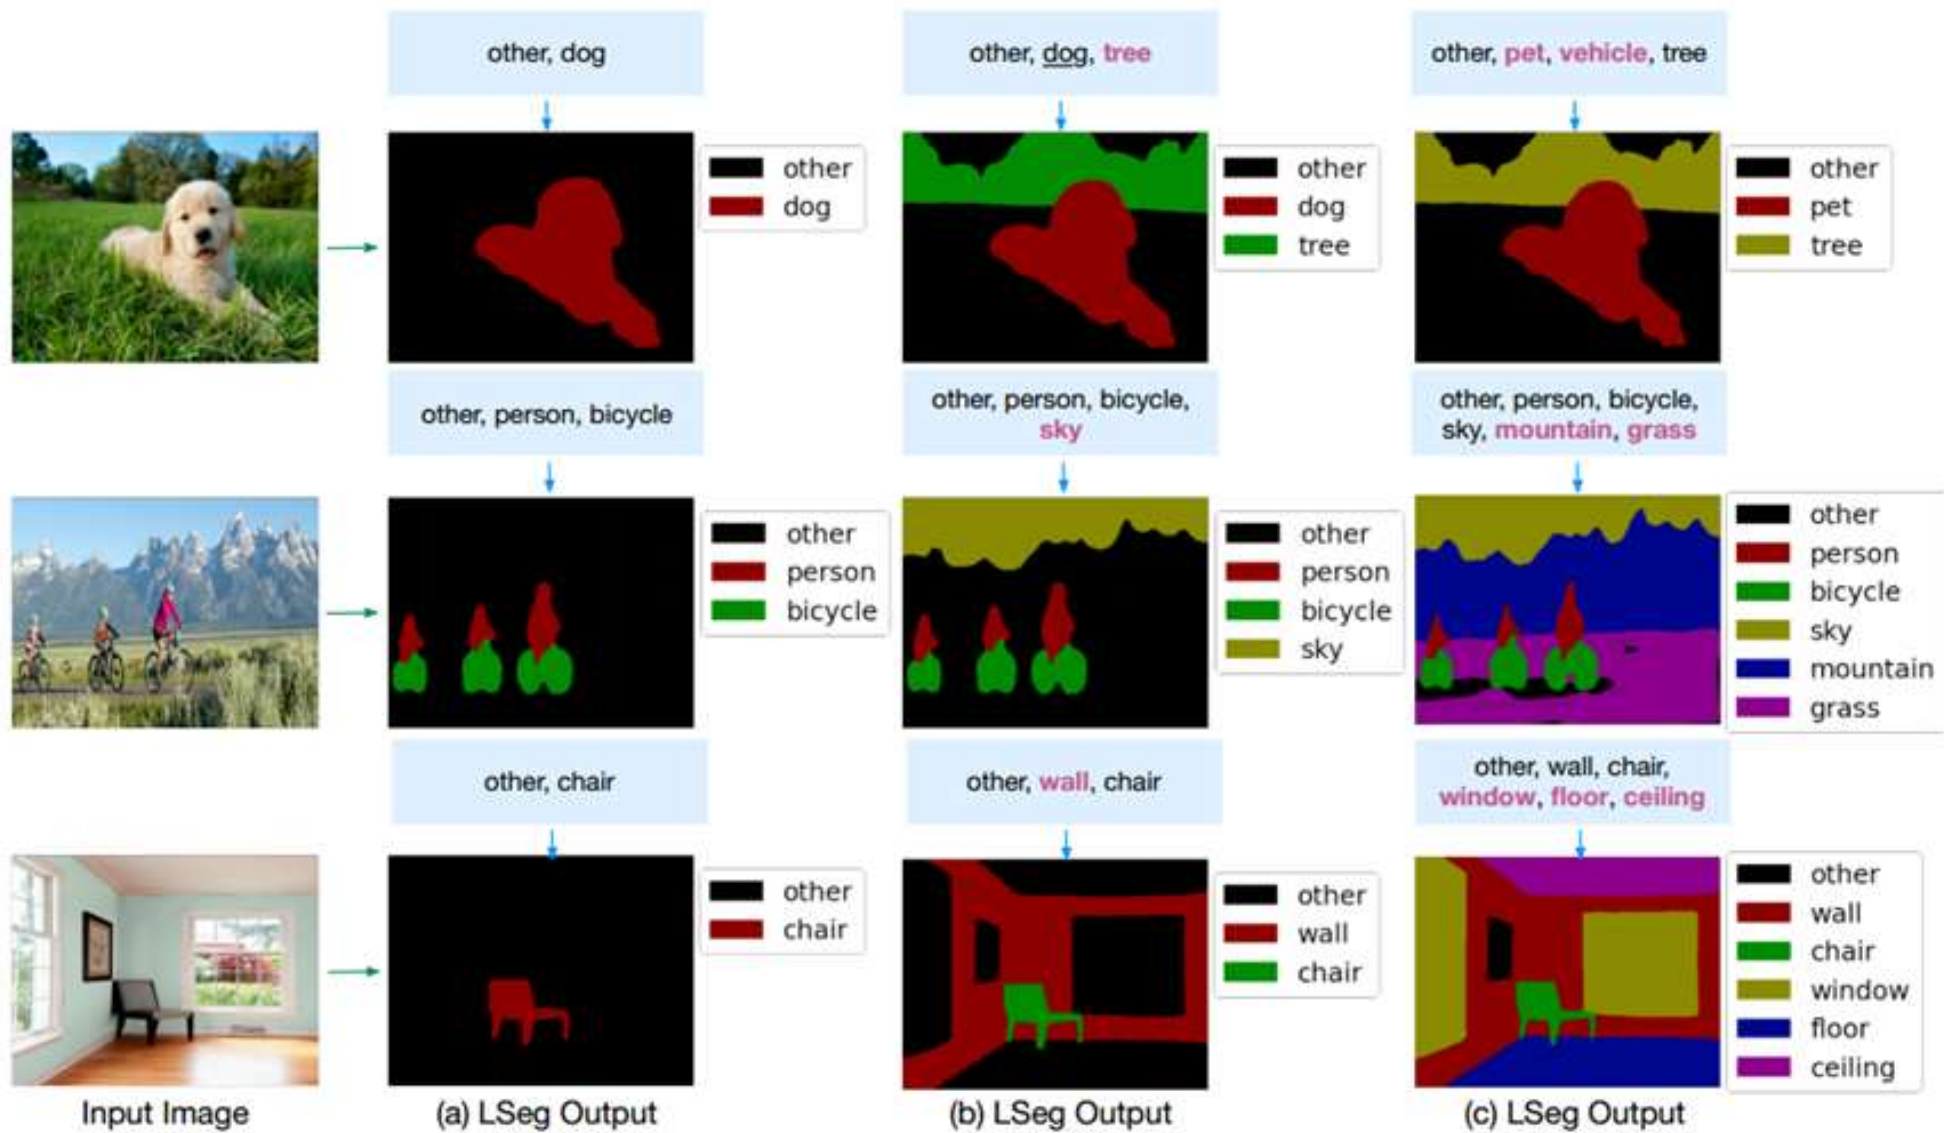 other, dog
other, dog, tree
other, pet, vehicle, tree
other
dog
other
dog
tree
other
pet
tree
other, person, bicycle
other, person, bicycle,
sky
other, person, bicycle,
sky, mountain, grass
other
person
bicycle
other
person
bicycle
sky
other
person
bicycle
sky
mountain
grass
other, chair
other, wall, chair
other, wall, chair,
window, floor, ceiling
other
chair
other
wall
chair
other
wall
chair
window
floor
ceiling
Input Image
(a) LSeg Output
(b) LSeg Output
(c) LSeg Output